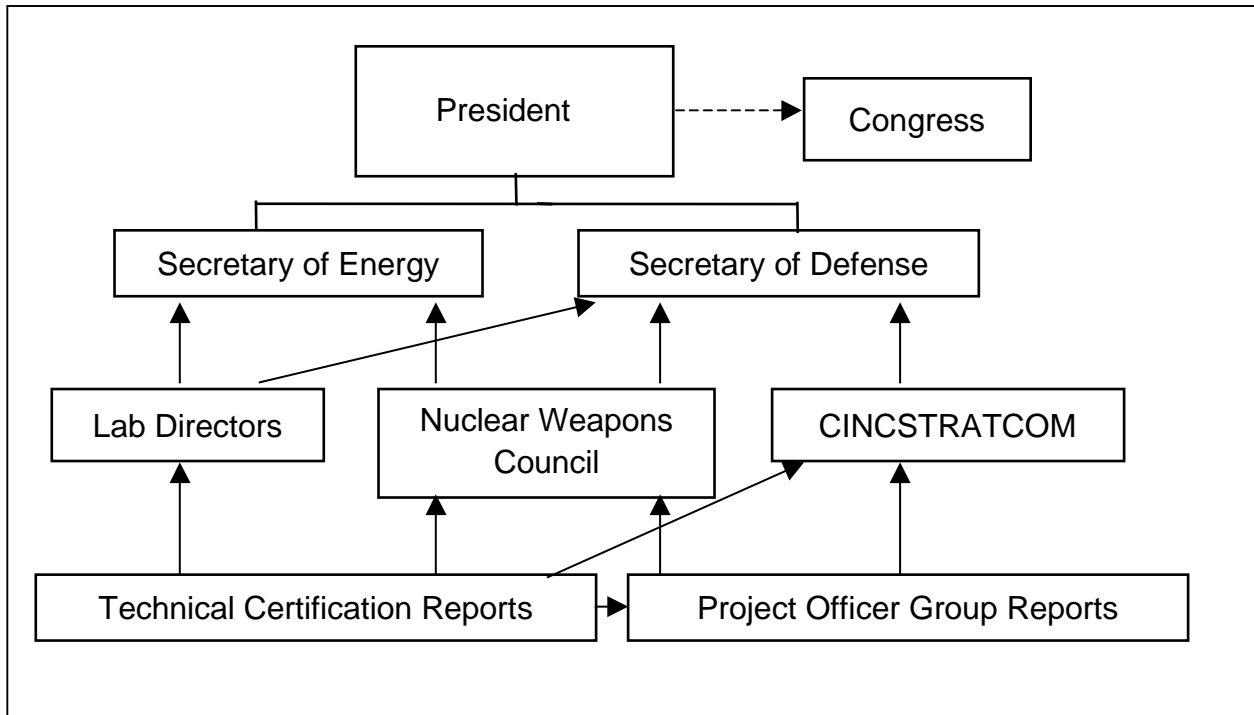 President
Congress
Secretary of Energy
Secretary of Defense
Lab Directors
Nuclear Weapons
Council
CINCSTRATCOM
Technical Certification Reports
Project Officer Group Reports